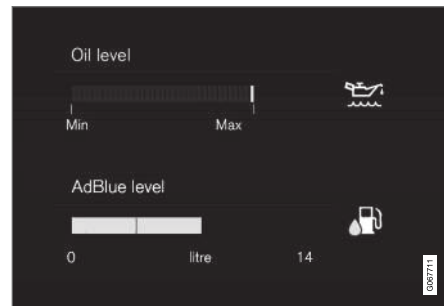 Oil level
Min Max
AdBlue level
0 litre 14
G067711